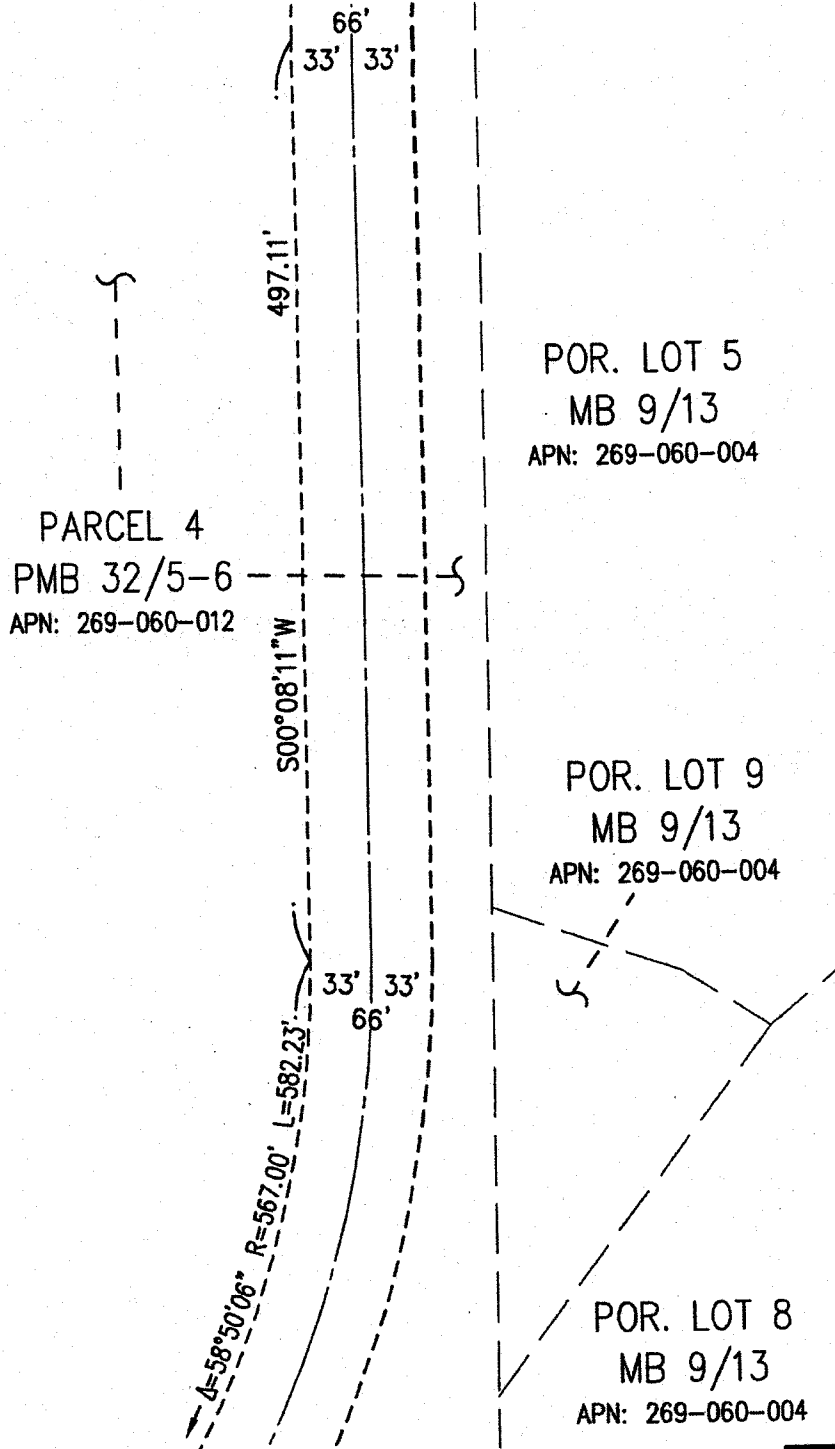 66'
33' 33'
497.11'
POR. LOT 5
MB 9/13
APN: 269-060-004
PARCEL 4
PMB 32/5-6
APN: 269-060-012
S00°08'11"W
POR. LOT 9
MB 9/13
APN: 269-060-004
33' 33'
66'
Δ=58°50'06" R=567.00' L=582.23'
POR. LOT 8
MB 9/13
APN: 269-060-004